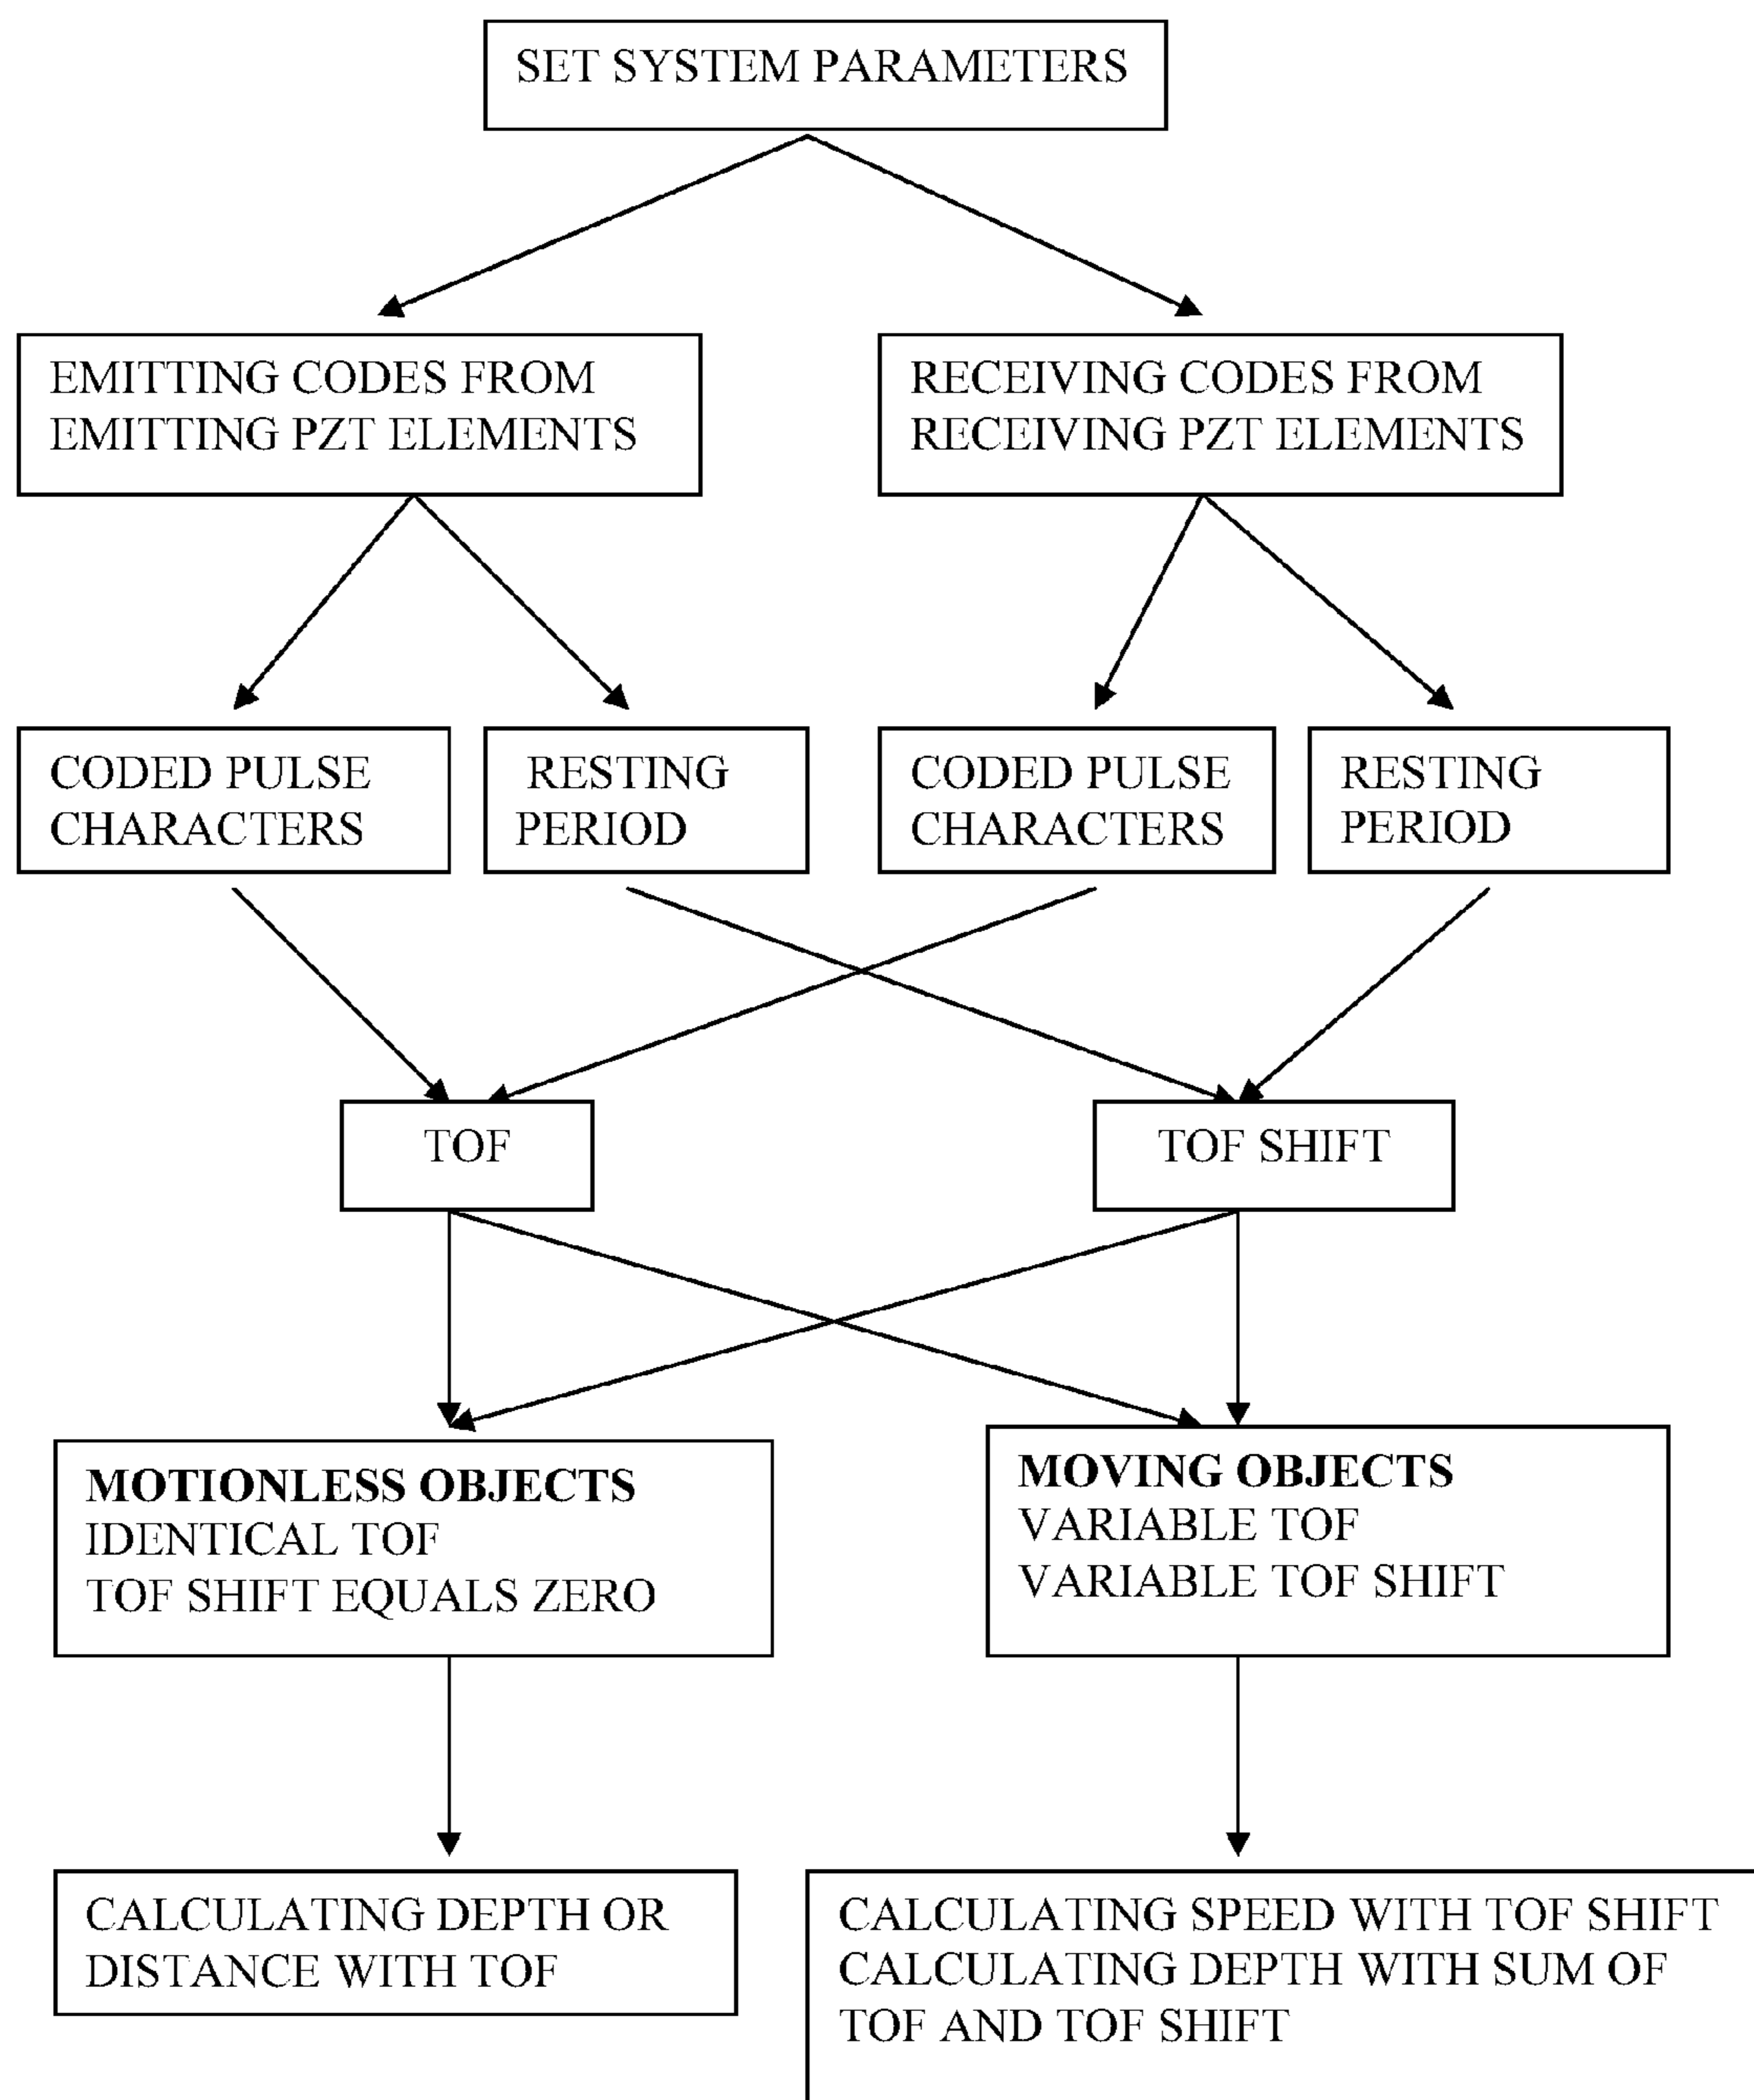 SET SYSTEM PARAMETERS
EMITTING CODES FROM
EMITTING PZT ELEMENTS
RECEIVING CODES FROM
RECEIVING PZT ELEMENTS
CODED PULSE
CHARACTERS
RESTING
PERIOD
CODED PULSE
CHARACTERS
RESTING
PERIOD
TOF
TOF SHIFT
MOTIONLESS OBJECTS
IDENTICAL TOF
TOF SHIFT EQUALS ZERO
MOVING OBJECTS
VARIABLE TOF
VARIABLE TOF SHIFT
CALCULATING DEPTH OR
DISTANCE WITH TOF
CALCULATING SPEED WITH TOF SHIFT
CALCULATING DEPTH WITH SUM OF
TOF AND TOF SHIFT